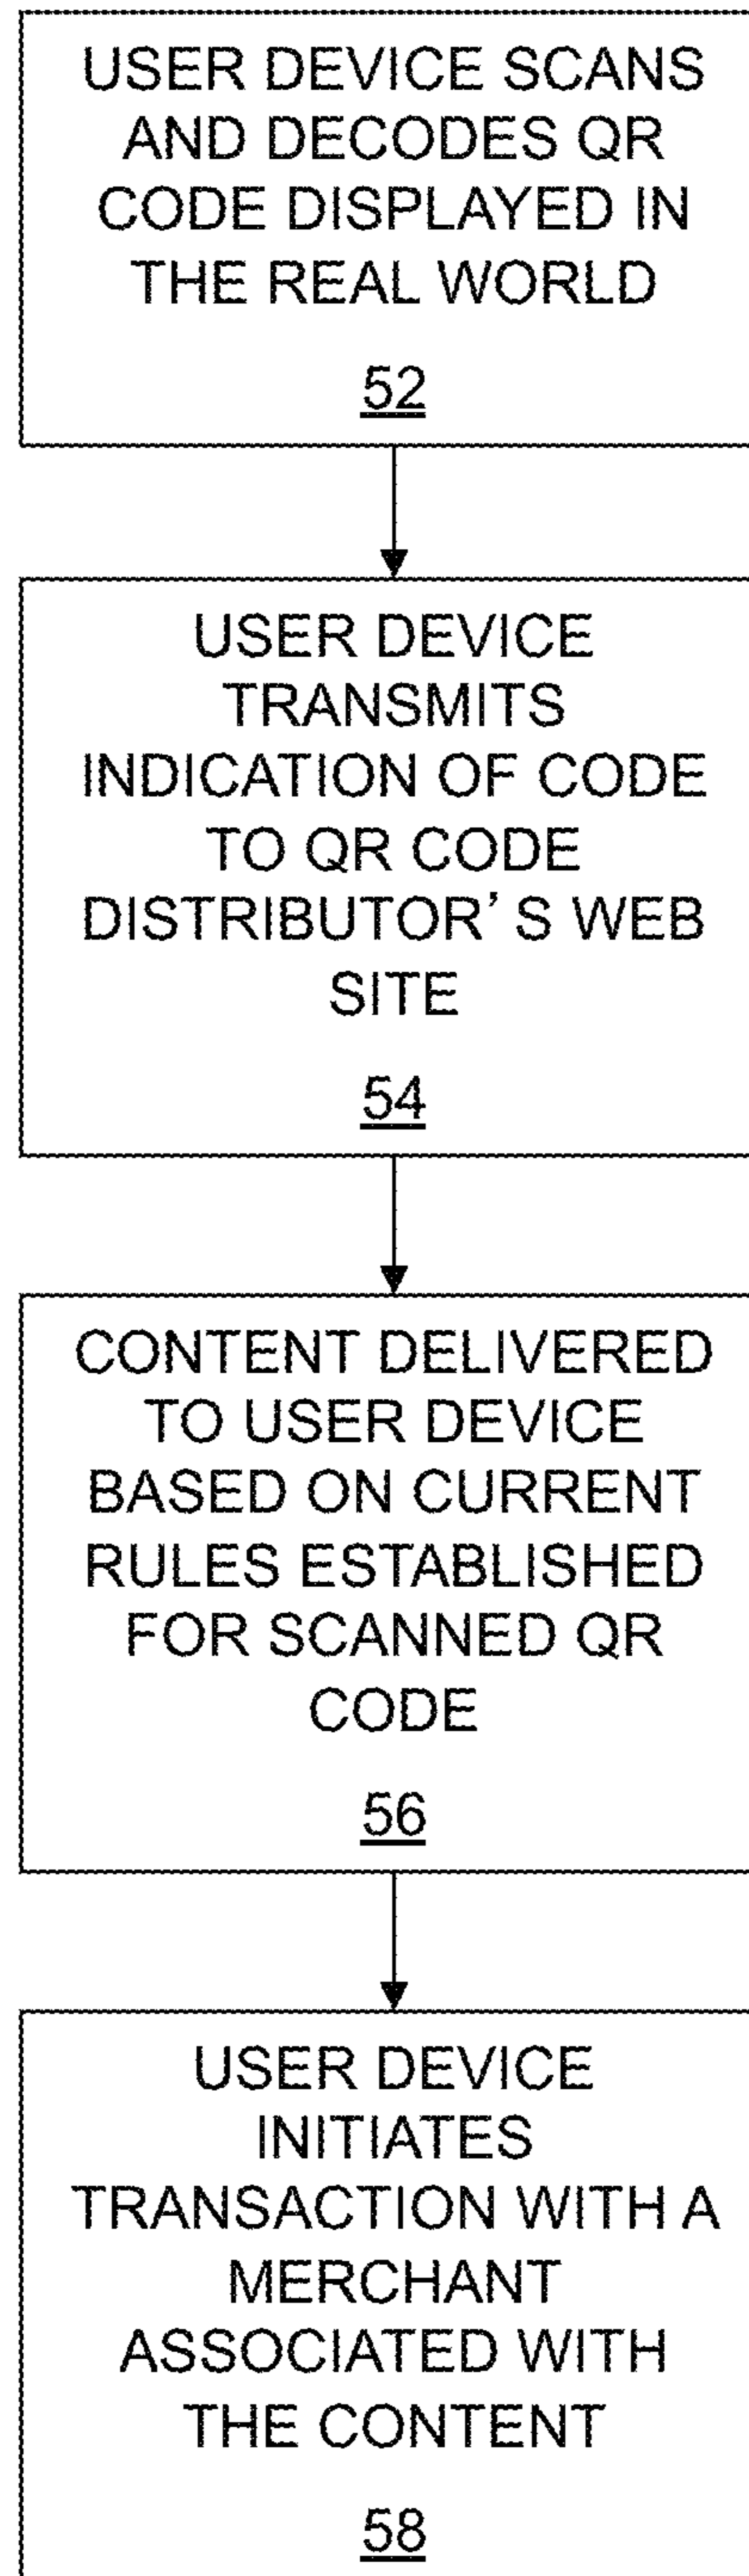 USER DEVICE SCANS
AND DECODES QR
CODE DISPLAYED IN
THE REAL WORLD
52
USER DEVICE
TRANSMITS
INDICATION OF CODE
TO QR CODE
DISTRIBUTOR’S WEB
SITE
54
CONTENT DELIVERED
TO USER DEVICE
BASED ON CURRENT
RULES ESTABLISHED
FOR SCANNED QR
CODE
56
USER DEVICE
INITIATES
TRANSACTION WITH A
MERCHANT
ASSOCIATED WITH
THE CONTENT
58